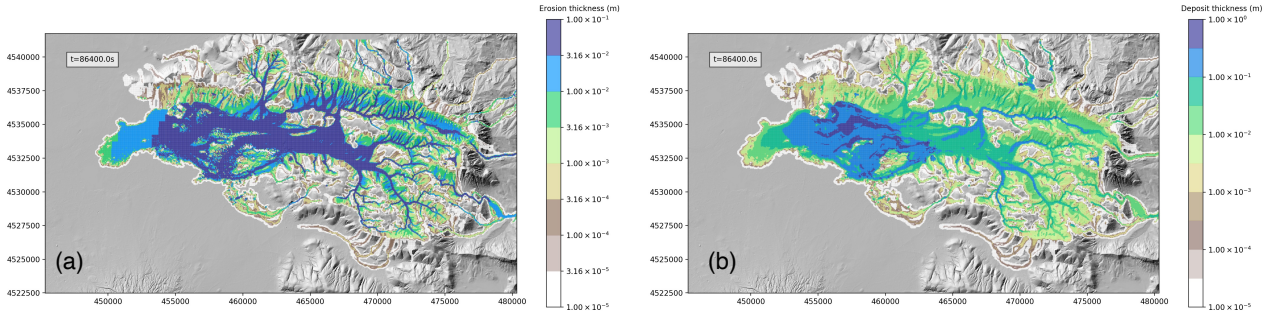 Erosion thickness (m)
1.00 × 10⁻¹
3.16 × 10⁻²
1.00 × 10⁻²
3.16 × 10⁻³
1.00 × 10⁻³
3.16 × 10⁻⁴
1.00 × 10⁻⁴
3.16 × 10⁻⁵
1.00 × 10⁻⁵
4540000
4537500
4535000
4532500
4530000
4527500
4525000
4522500
t=86400.0s
(a)
450000 455000 460000 465000 470000 475000 480000
Deposit thickness (m)
1.00 × 10⁰
1.00 × 10⁻¹
1.00 × 10⁻²
1.00 × 10⁻³
1.00 × 10⁻⁴
1.00 × 10⁻⁵
4540000
4537500
4535000
4532500
4530000
4527500
4525000
4522500
t=86400.0s
(b)
450000 455000 460000 465000 470000 475000 480000